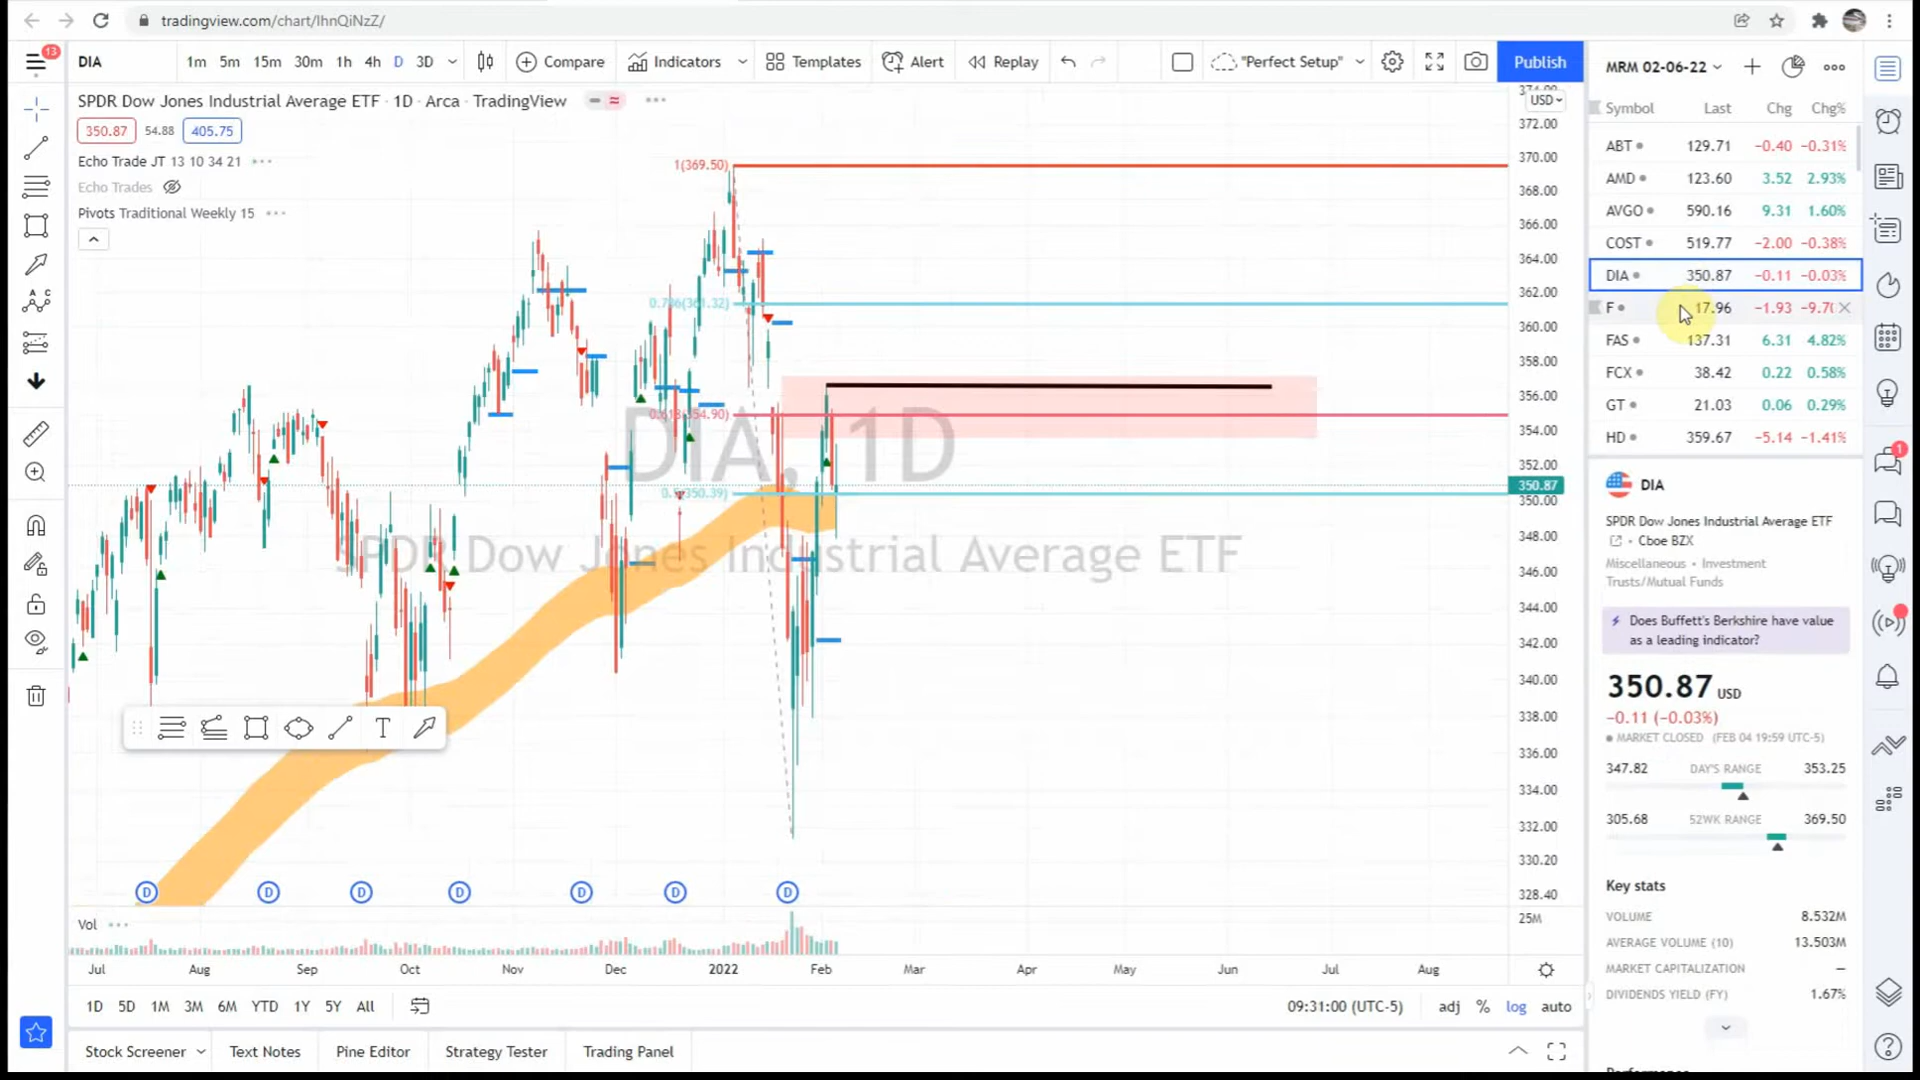 tradingview.com/chart/IhnQiNzZ/
13
DIA
1m 5m 15m 30m 1h 4h D 3D
Compare
Indicators
Templates
Alert
Replay
"Perfect Setup"
Publish
MRM 02-06-22
SPDR Dow Jones Industrial Average ETF · 1D · Arca · TradingView
350.87 54.88 405.75
Echo Trade JT 13 10 34 21
Echo Trades
Pivots Traditional Weekly 15
USD
372.00
370.00
368.00
366.00
364.00
362.00
360.00
358.00
356.00
354.00
352.00
350.87
350.00
348.00
346.00
344.00
342.00
340.00
338.00
336.00
334.00
332.00
330.20
328.40
25M
1(369.50)
0.786(361.32)
0.618(354.90)
0.5(350.39)
DIA, 1D
SPDR Dow Jones Industrial Average ETF
T
D D D D D D D
Vol
Jul Aug Sep Oct Nov Dec 2022 Feb Mar Apr May Jun Jul Aug
1D 5D 1M 3M 6M YTD 1Y 5Y All
09:31:00 (UTC-5) adj % log auto
Stock Screener
Text Notes
Pine Editor
Strategy Tester
Trading Panel
Symbol Last Chg Chg%
ABT 129.71 −0.40 −0.31%
AMD 123.60 3.52 2.93%
AVGO 590.16 9.31 1.60%
COST 519.77 −2.00 −0.38%
DIA 350.87 −0.11 −0.03%
F 17.96 −1.93
FAS 137.31 6.31 4.82%
FCX 38.42 0.22 0.58%
GT 21.03 0.06 0.29%
HD 359.67 −5.14 −1.41%
DIA
SPDR Dow Jones Industrial Average ETF
• Cboe BZX
Miscellaneous • Investment
Trusts/Mutual Funds
Does Buffett's Berkshire have value
as a leading indicator?
350.87 USD
−0.11 (−0.03%)
MARKET CLOSED (FEB 04 19:59 UTC-5)
347.82 DAY'S RANGE 353.25
305.68 52WK RANGE 369.50
Key stats
VOLUME 8.532M
AVERAGE VOLUME (10) 13.503M
MARKET CAPITALIZATION —
DIVIDENDS YIELD (FY) 1.67%
1